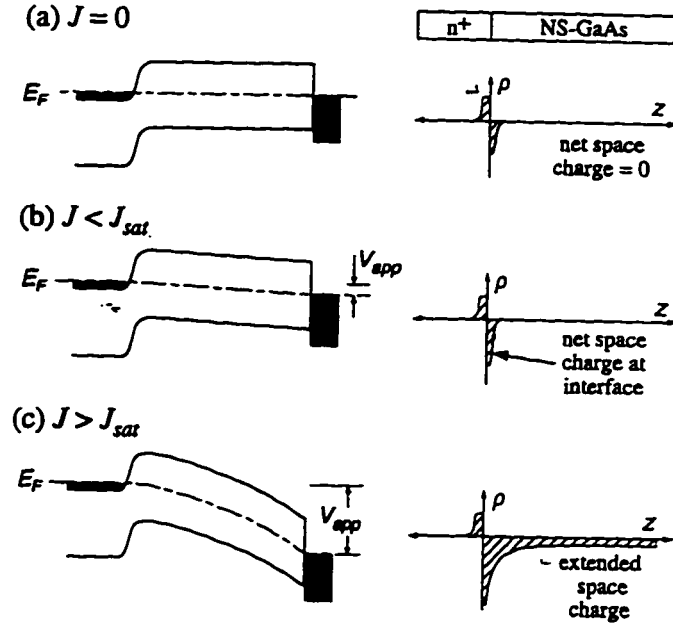 (a) J = 0
n⁺ NS-GaAs
E_F
ρ
z
net space
charge = 0
(b) J < J_sat.
V_app
E_F
ρ
z
net space
charge at
interface
(c) J > J_sat
E_F
V_app
ρ
z
extended
space
charge